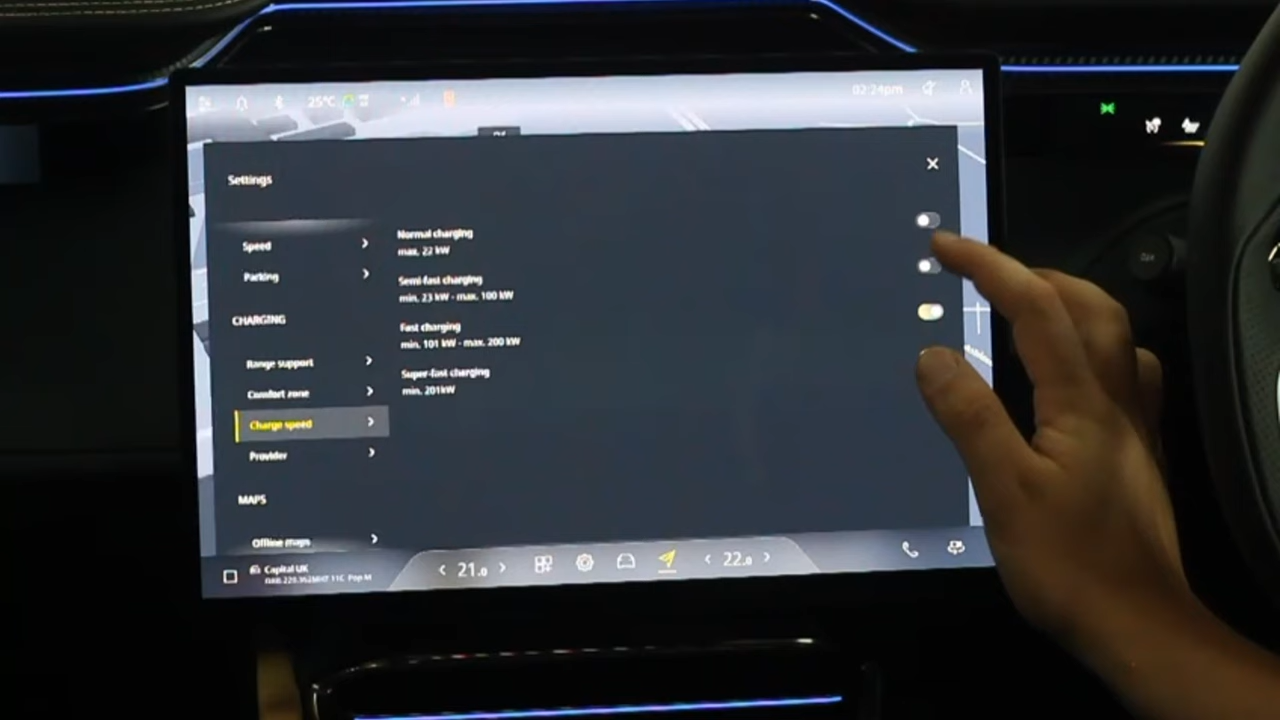 25°C
02:24pm
Settings
Speed
Parking
CHARGING
Range support
Comfort zone
Charge speed
Provider
MAPS
Offline maps
Normal charging
max. 22 kW
Semi-fast charging
min. 23 kW - max. 100 kW
Fast charging
min. 101 kW - max. 200 kW
Super-fast charging
min. 201kW
Capital UK
11C Pop M
21.0
22.0